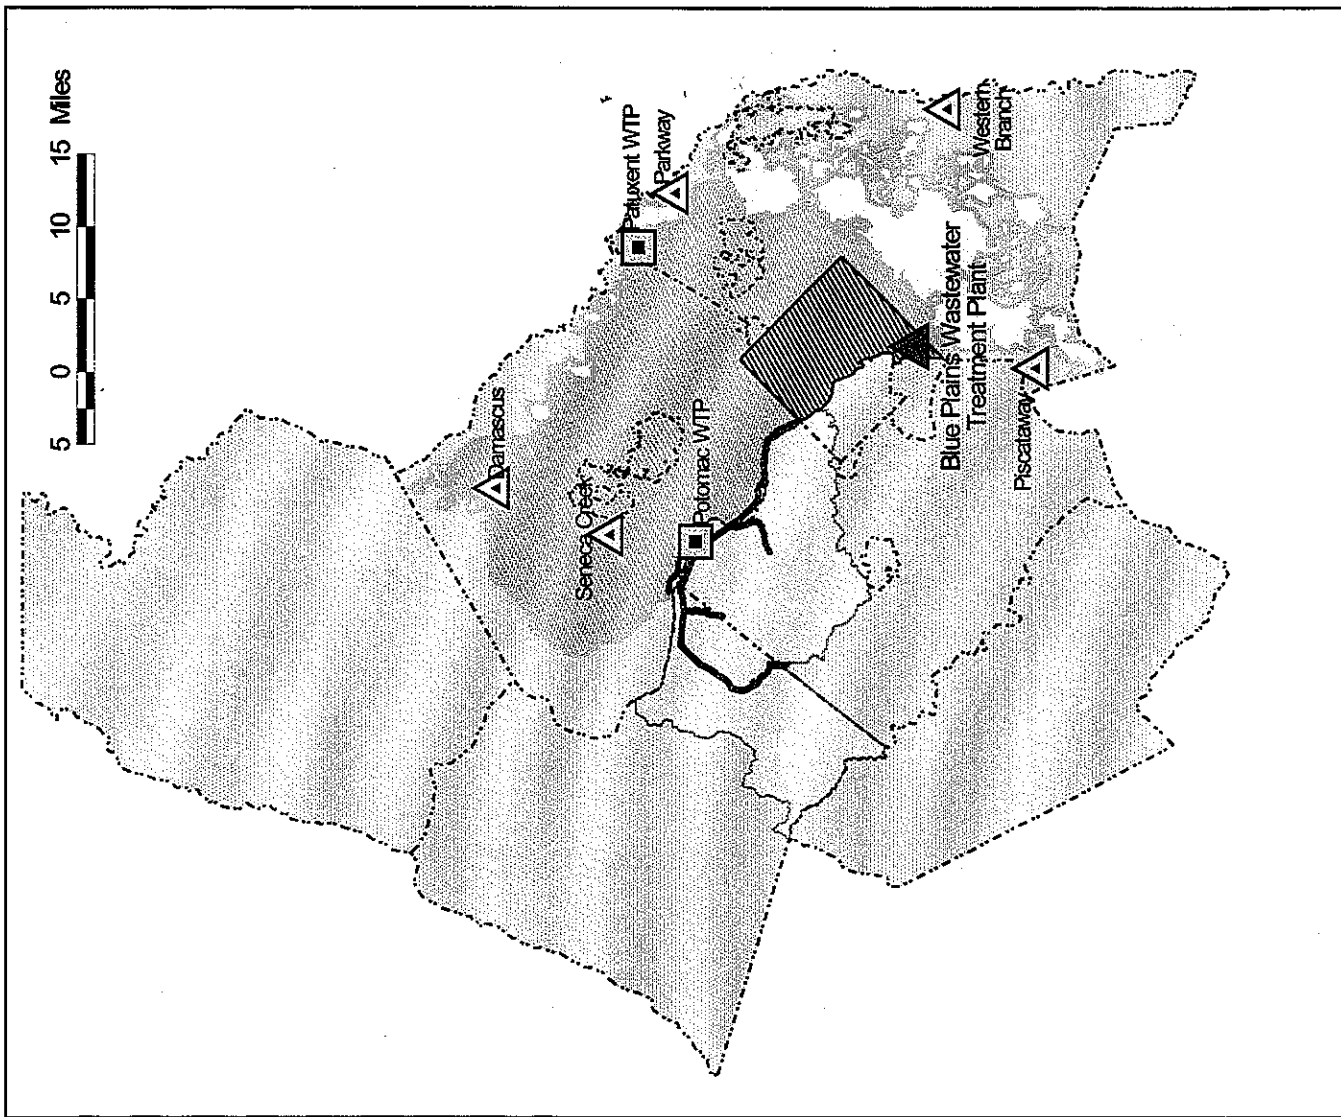 5 0 5 10 15 Miles
Damascus
Seneca Creek
Patuxent WTP
Parkway
Potomac WTP
Western
Branch
Blue Plains Wastewater
Treatment Plant
Piscataway